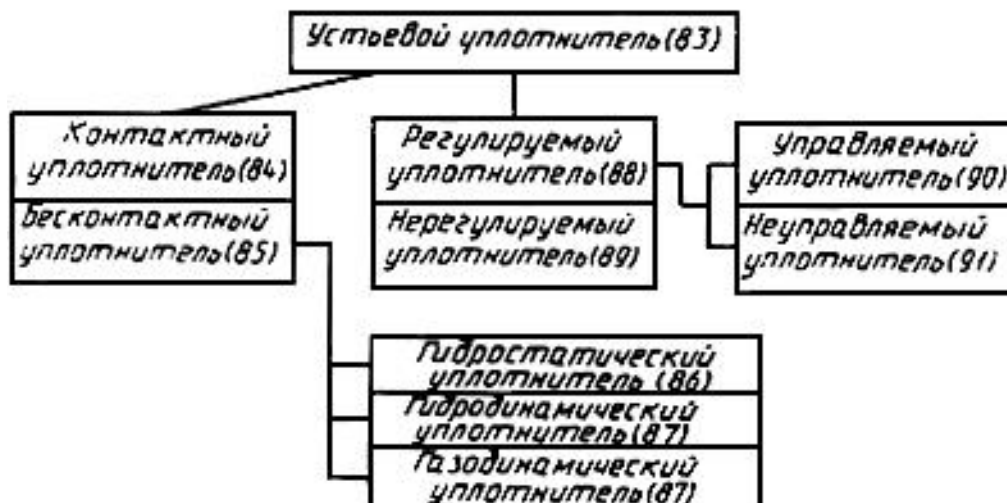 Устьевой уплотнитель(83)
Контактный
уплотнитель(84)
Бесконтактный
уплотнитель(85)
Регулируемый
уплотнитель(88)
Нерегулируемый
уплотнитель(89)
Управляемый
уплотнитель(90)
Неуправляемый
уплотнитель(91)
Гидростатический
уплотнитель (86)
Гидродинамический
уплотнитель(87)
Газодинамический
уплотнитель(87)